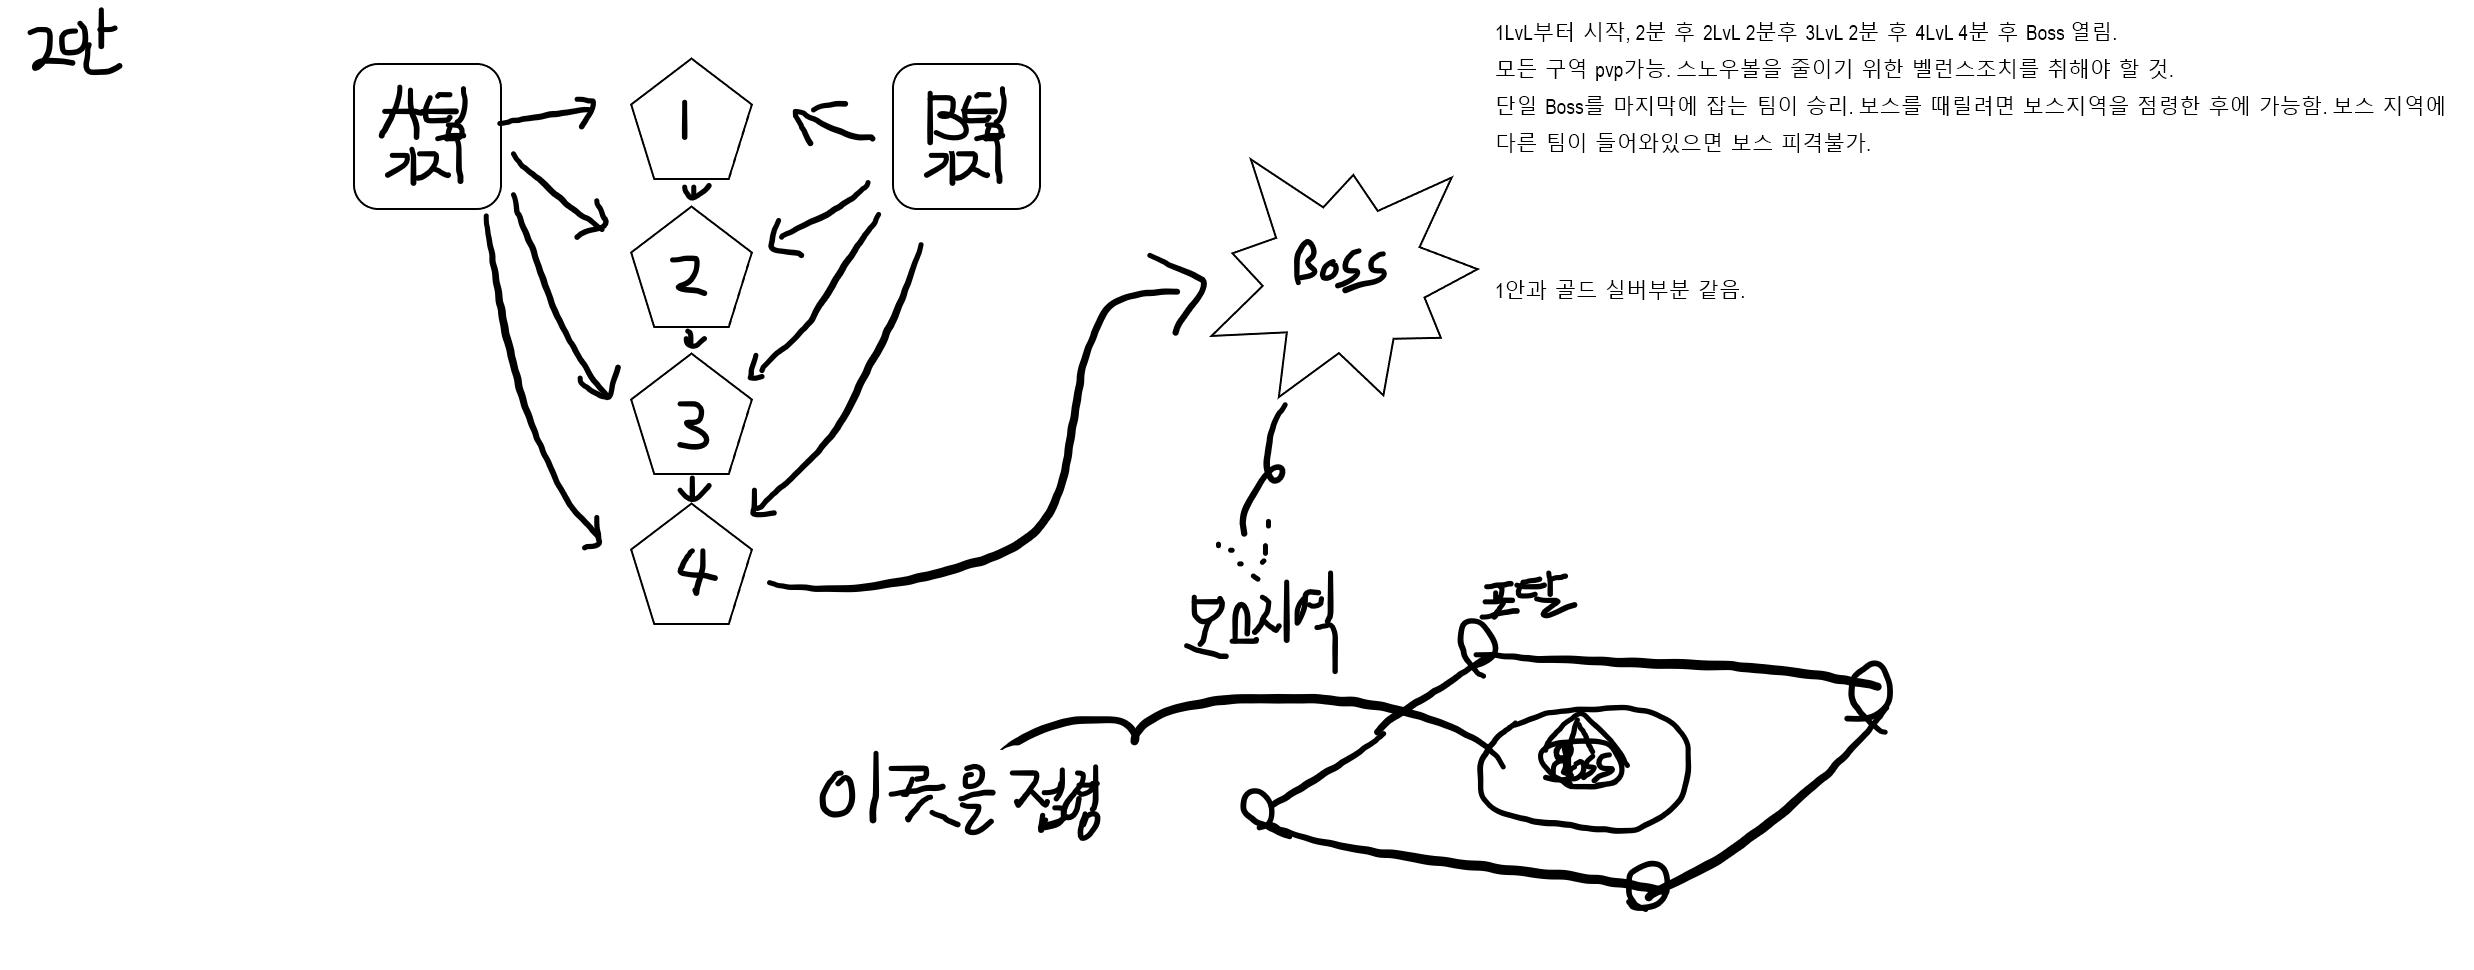 2안
A팀
기지
1
B팀
기지
2
3
4
Boss
1LvL부터 시작, 2분 후 2LvL 2분후 3LvL 2분 후 4LvL 4분 후 Boss 열림.
모든 구역 pvp가능. 스노우볼을 줄이기 위한 벨런스조치를 취해야 할 것.
단일 Boss를 마지막에 잡는 팀이 승리. 보스를 때릴려면 보스지역을 점령한 후에 가능함. 보스 지역에
다른 팀이 들어와있으면 보스 피격불가.
1안과 골드 실버부분 같음.
보스지역
포탈
이곳을 점령
Boss